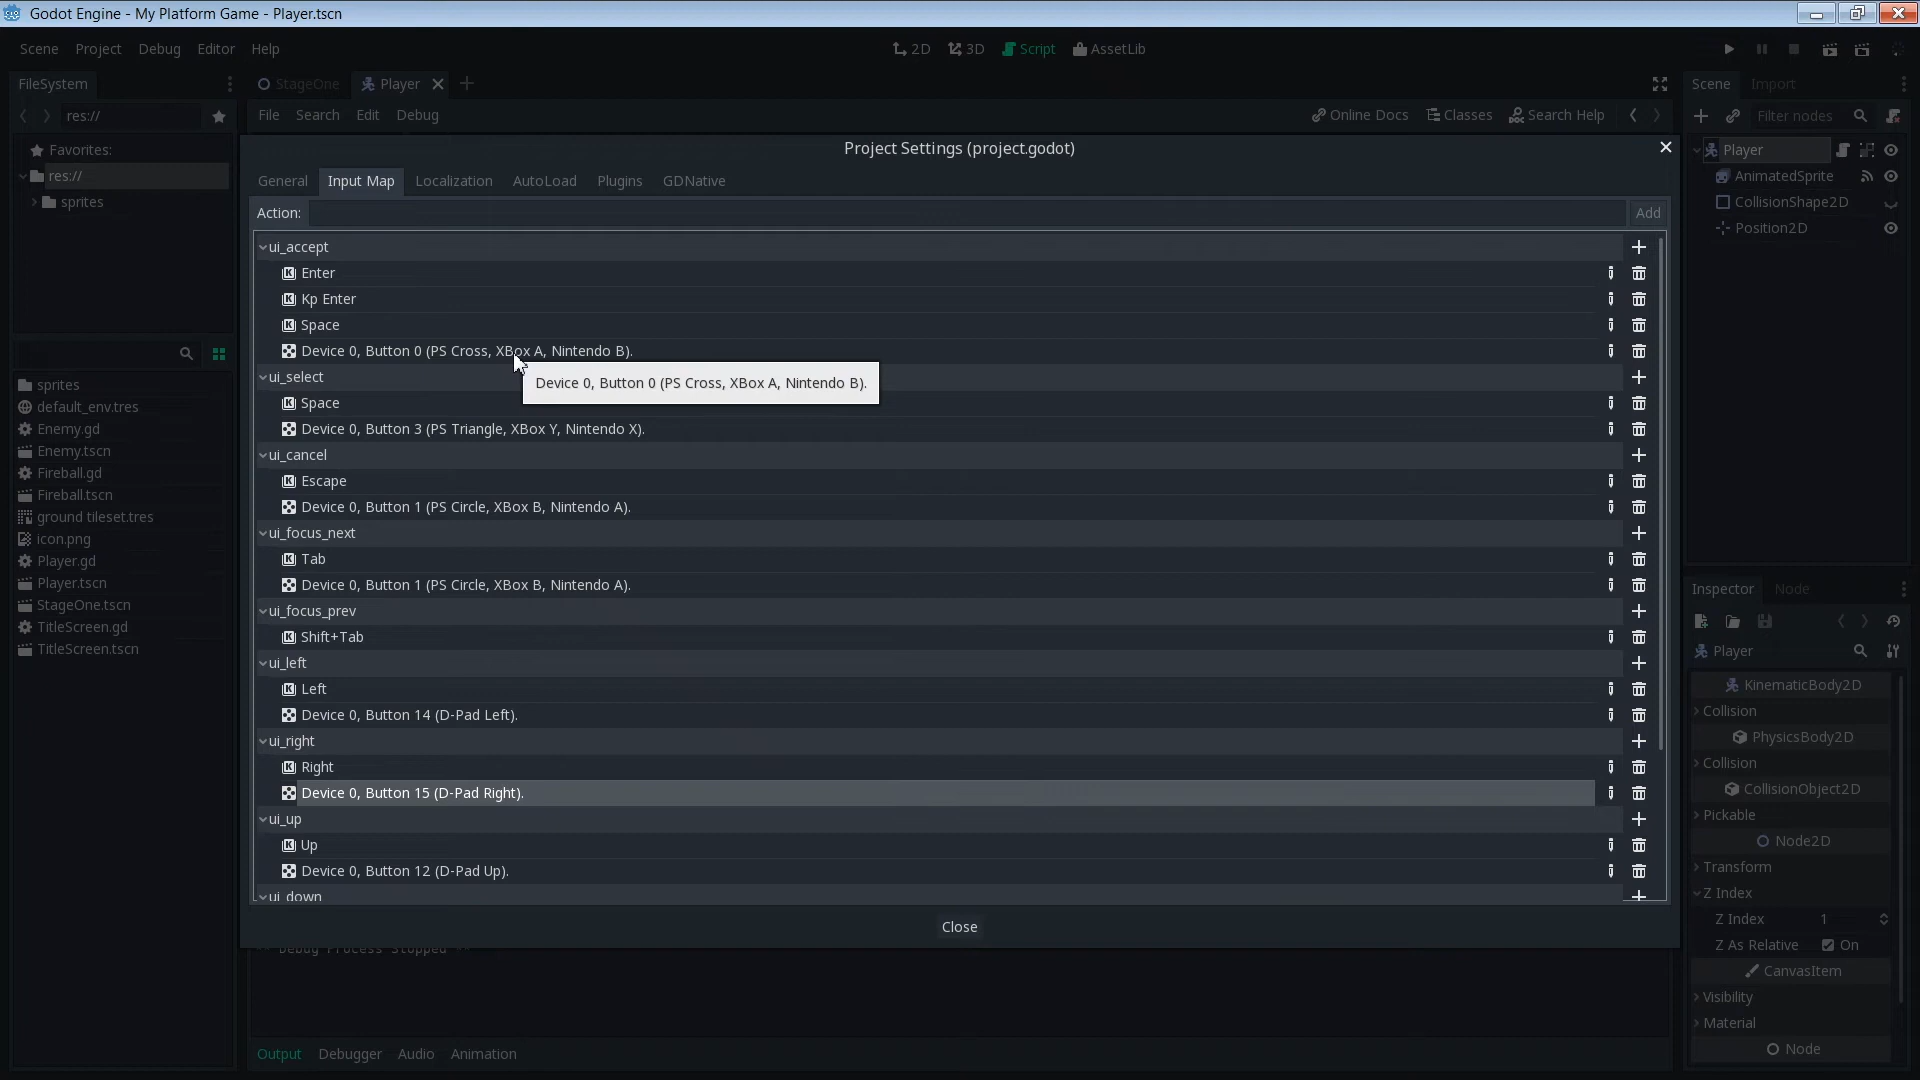 Godot Engine - My Platform Game - Player.tscn
Scene Project Debug Editor Help
2D 3D Script AssetLib
FileSystem
StageOne Player
Scene Import
res://
File Search Edit Debug
Online Docs Classes Search Help
Filter nodes
Favorites:
res://
sprites
Project Settings (project.godot)
General Input Map Localization AutoLoad Plugins GDNative
Action: Add
ui_accept
Enter
Kp Enter
Space
Device 0, Button 0 (PS Cross, XBox A, Nintendo B).
Device 0, Button 0 (PS Cross, XBox A, Nintendo B).
ui_select
Space
Device 0, Button 3 (PS Triangle, XBox Y, Nintendo X).
ui_cancel
Escape
Device 0, Button 1 (PS Circle, XBox B, Nintendo A).
ui_focus_next
Tab
Device 0, Button 1 (PS Circle, XBox B, Nintendo A).
ui_focus_prev
Shift+Tab
ui_left
Left
Device 0, Button 14 (D-Pad Left).
ui_right
Right
Device 0, Button 15 (D-Pad Right).
ui_up
Up
Device 0, Button 12 (D-Pad Up).
ui_down
Close
sprites
default_env.tres
Enemy.gd
Enemy.tscn
Fireball.gd
Fireball.tscn
ground tileset.tres
icon.png
Player.gd
Player.tscn
StageOne.tscn
TitleScreen.gd
TitleScreen.tscn
Debug Process Stopped
Output Debugger Audio Animation
Player
AnimatedSprite
CollisionShape2D
Position2D
Inspector Node
Player
KinematicBody2D
Collision
PhysicsBody2D
Collision
CollisionObject2D
Pickable
Node2D
Transform
Z Index
Z Index 1
Z As Relative On
CanvasItem
Visibility
Material
Node